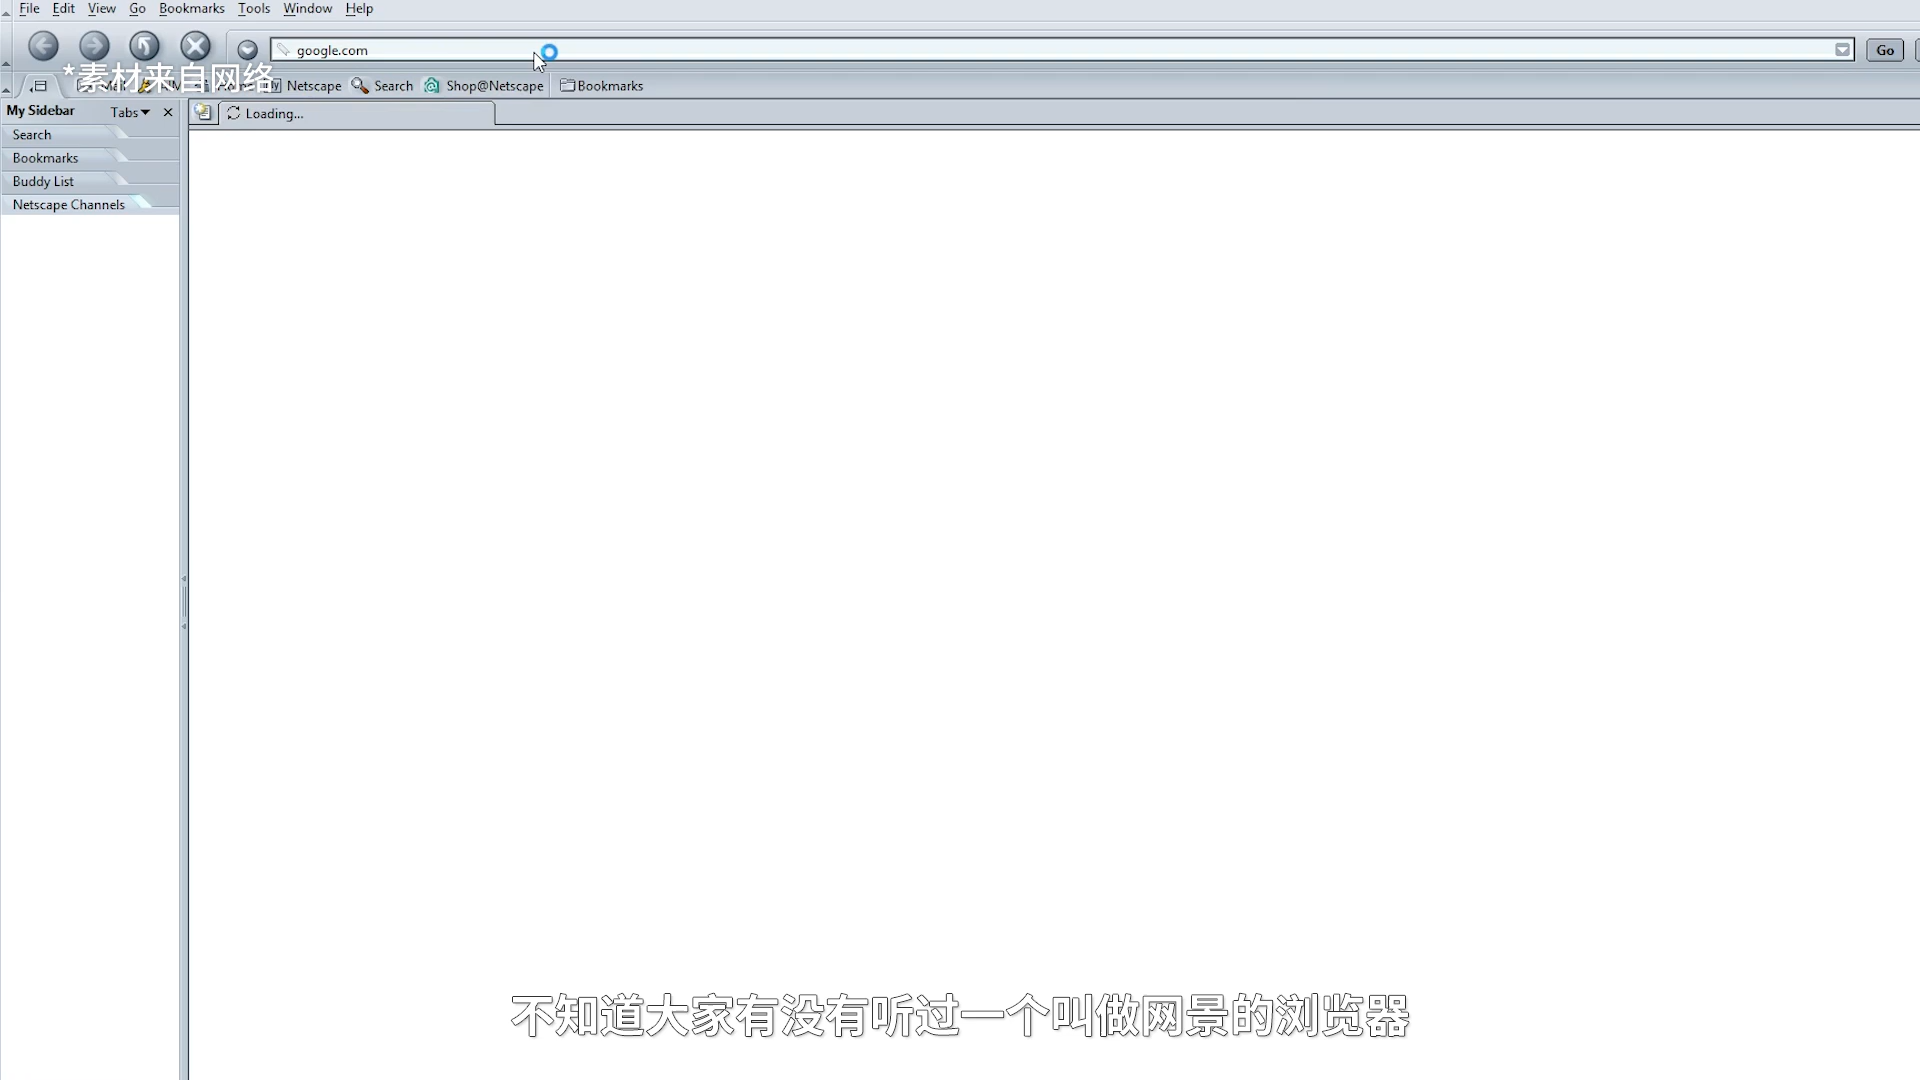 File Edit View Go Bookmarks Tools Window Help
google.com Go
*素材来自网络
Netscape Search Shop@Netscape Bookmarks
My Sidebar Tabs Loading...
Search
Bookmarks
Buddy List
Netscape Channels
不知道大家有没有听过一个叫做网景的浏览器